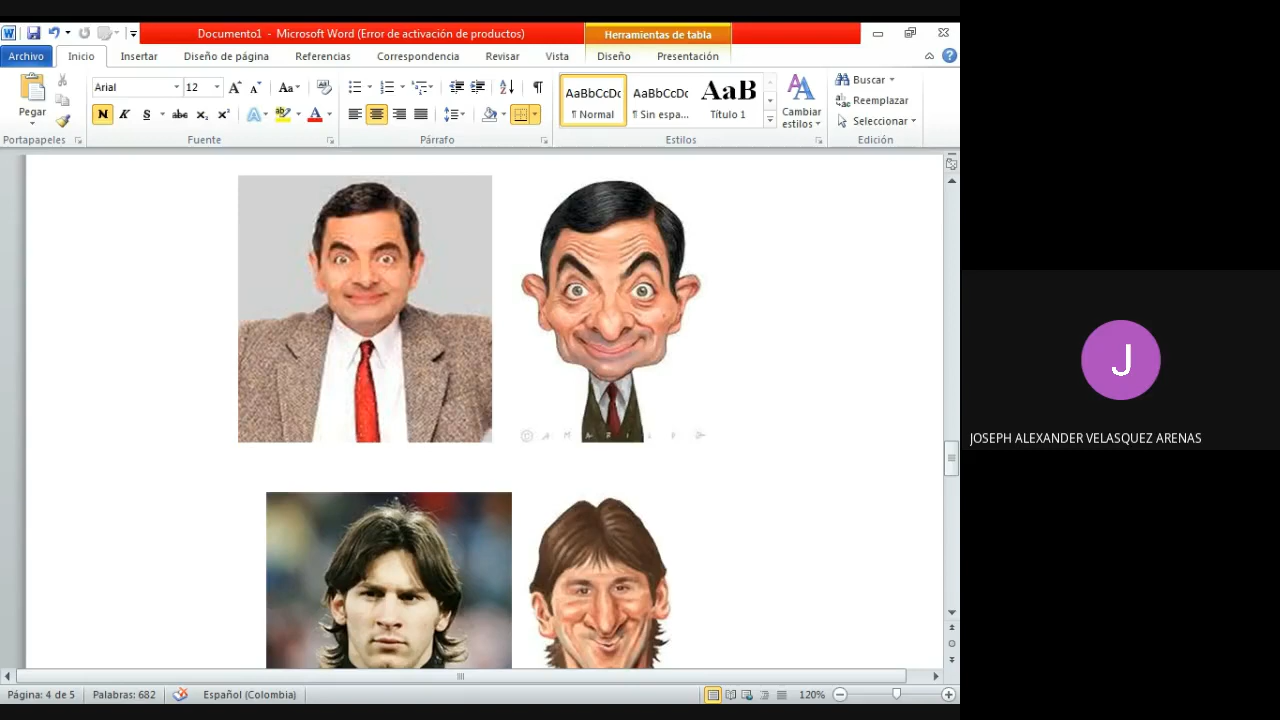 Documento1 - Microsoft Word (Error de activación de productos)
Herramientas de tabla
Archivo Inicio Insertar Diseño de página Referencias Correspondencia Revisar Vista Diseño Presentación
Arial 12
Pegar
N K S abc x₂ x² A
AaBbCcDc AaBbCcDc AaB
¶ Normal ¶ Sin espa... Título 1
Cambiar estilos
Buscar
Reemplazar
Seleccionar
Portapapeles Fuente Párrafo Estilos Edición
J
JOSEPH ALEXANDER VELASQUEZ ARENAS
Página: 4 de 5 Palabras: 682 Español (Colombia) 120%